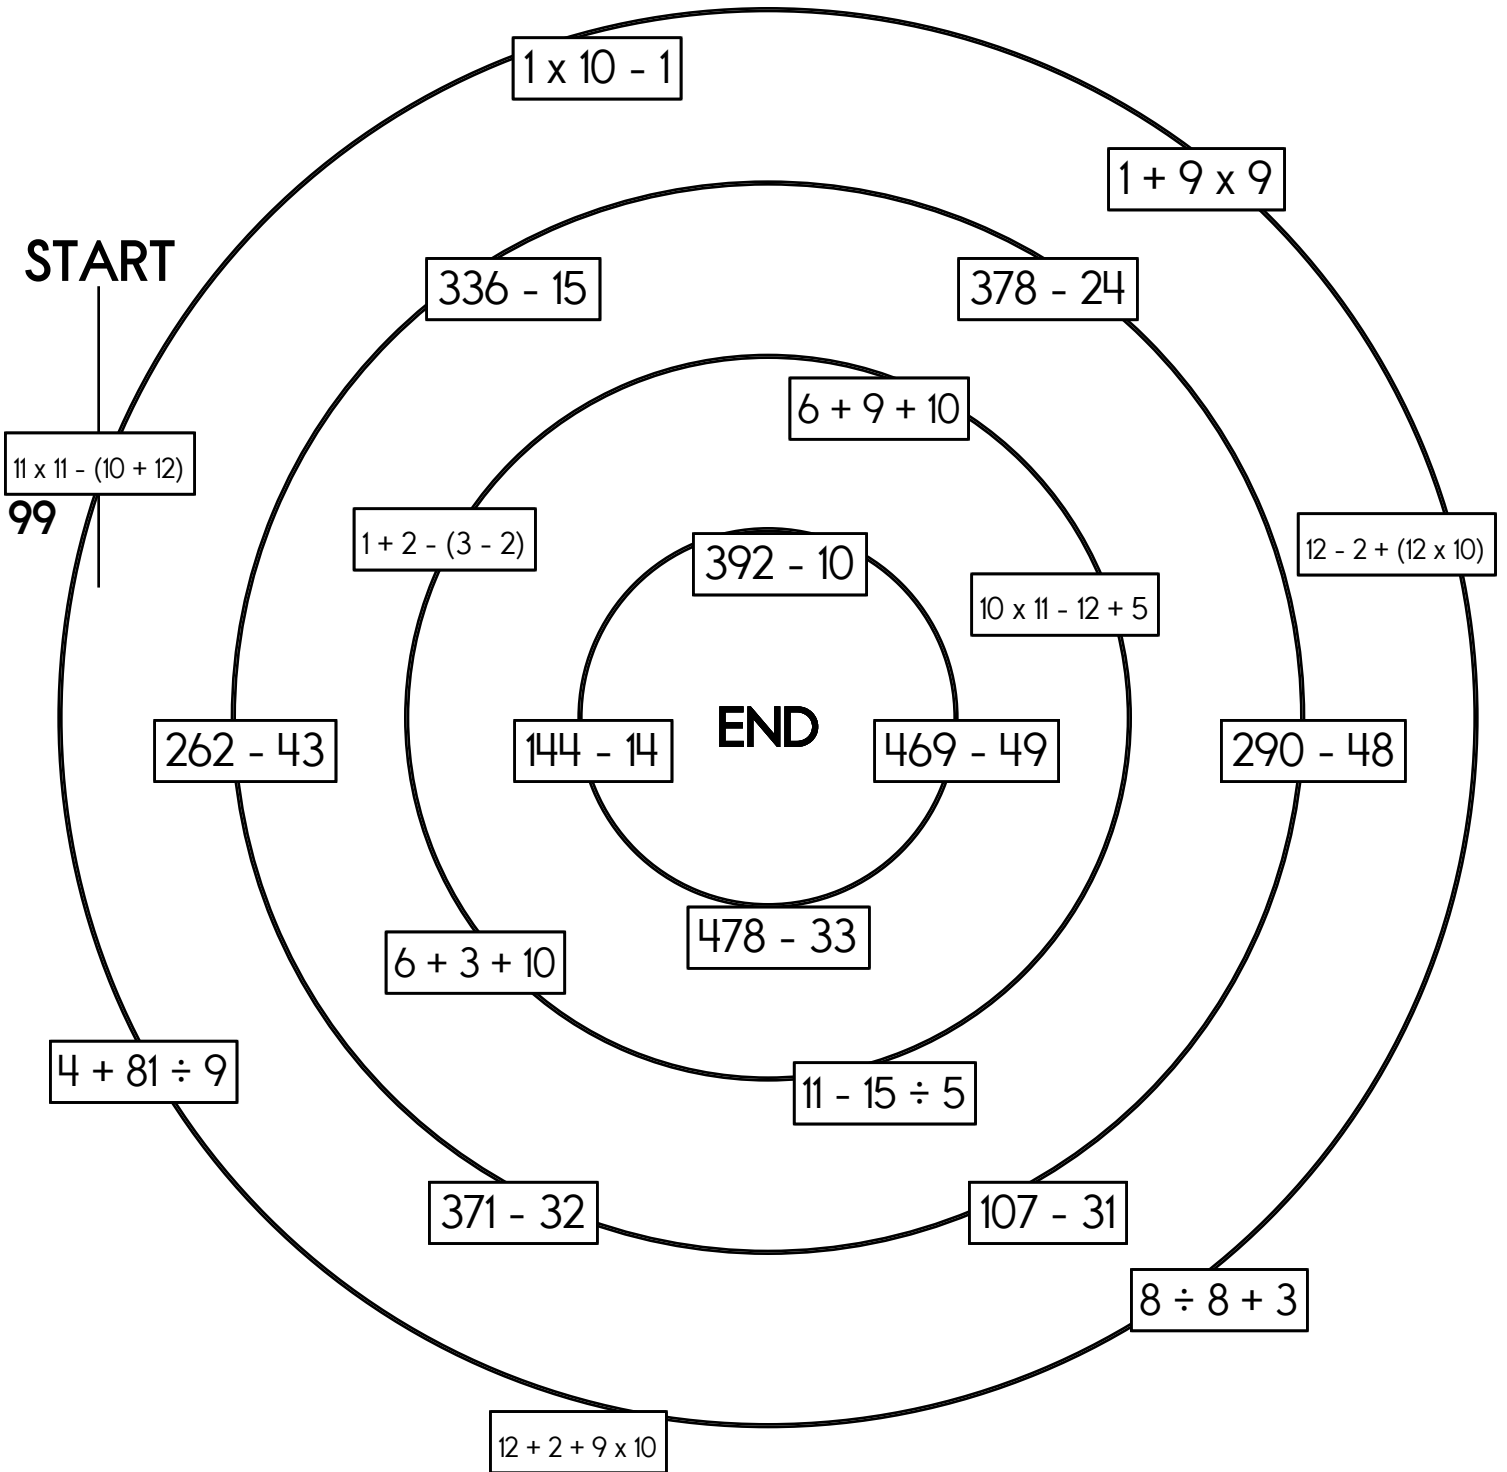 1 x 10 - 1
1 + 9 x 9
START
336 - 15
378 - 24
6 + 9 + 10
11 x 11 - (10 + 12)
99
1 + 2 - (3 - 2)
12 - 2 + (12 x 10)
392 - 10
10 x 11 - 12 + 5
END
262 - 43
144 - 14
469 - 49
290 - 48
478 - 33
6 + 3 + 10
4 + 81 ÷ 9
11 - 15 ÷ 5
371 - 32
107 - 31
8 ÷ 8 + 3
12 + 2 + 9 x 10